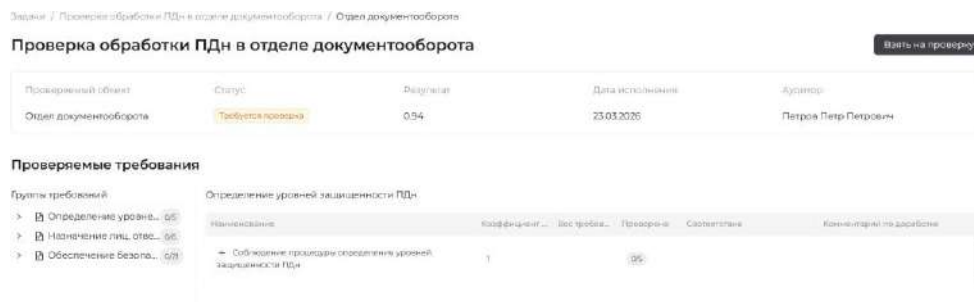 Задачи / Проверка обработки ПДн в отделе документооборота / Отдел документооборота
Проверка обработки ПДн в отделе документооборота
Взять на проверку
Проверяемый объект Статус Результат Дата исполнения Аудитор
Отдел документооборота Требуется проверка 0.94 23.03.2026 Петров Петр Петрович
Проверяемые требования
Группы требований Определение уровней защищенности ПДн
Определение уровне... 0/5
Назначение лиц, отве... 0/6
Обеспечение безопа... 0/11
Наименование Коэффициент ... Вес требов... Проверено Соответствие Комментарий по доработке
Соблюдение процедуры определения уровней 1 0/5
защищенности ПДн